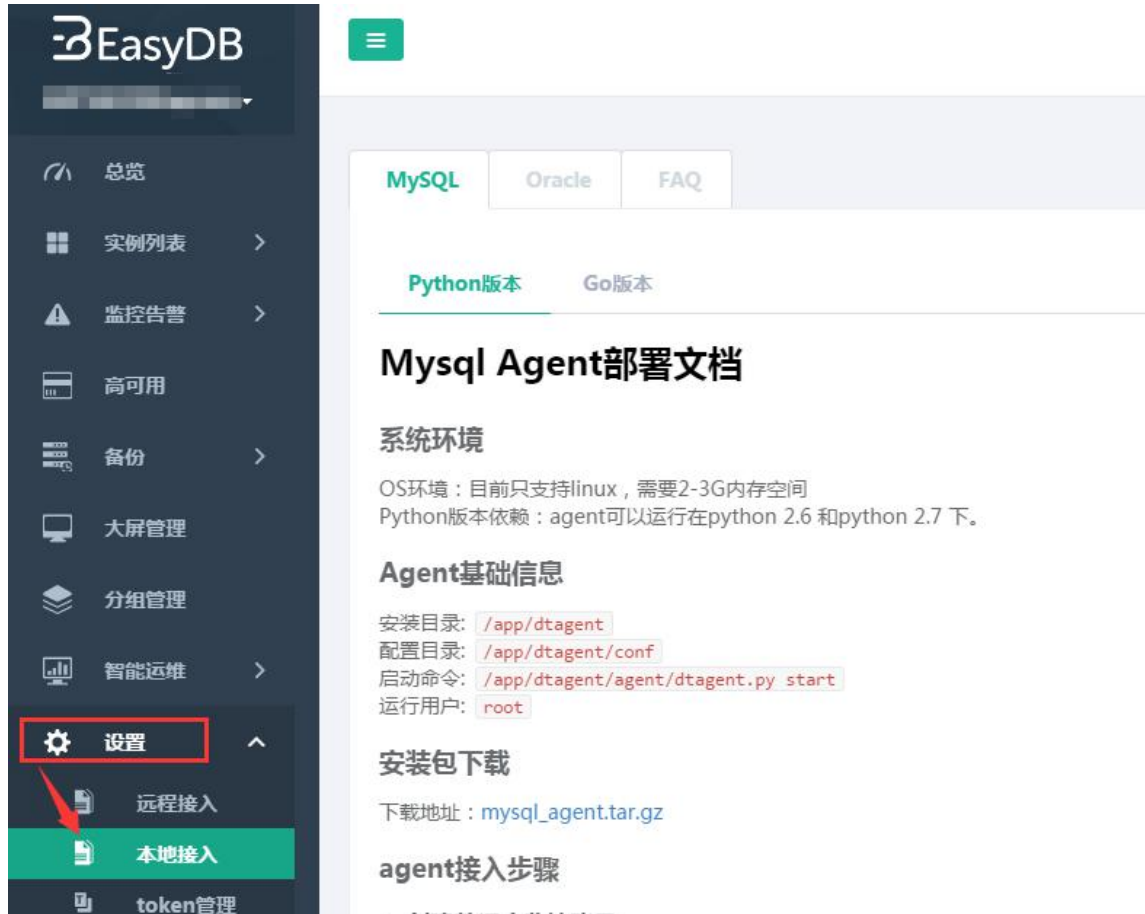 EasyDB
总览
实例列表
监控告警
高可用
备份
大屏管理
分组管理
智能运维
设置
远程接入
本地接入
token管理
MySQL
Oracle
FAQ
Python版本
Go版本
Mysql Agent部署文档
系统环境
OS环境：目前只支持linux，需要2-3G内存空间
Python版本依赖：agent可以运行在python 2.6 和python 2.7 下。
Agent基础信息
安装目录: /app/dtagent
配置目录: /app/dtagent/conf
启动命令: /app/dtagent/agent/dtagent.py start
运行用户: root
安装包下载
下载地址：mysql_agent.tar.gz
agent接入步骤